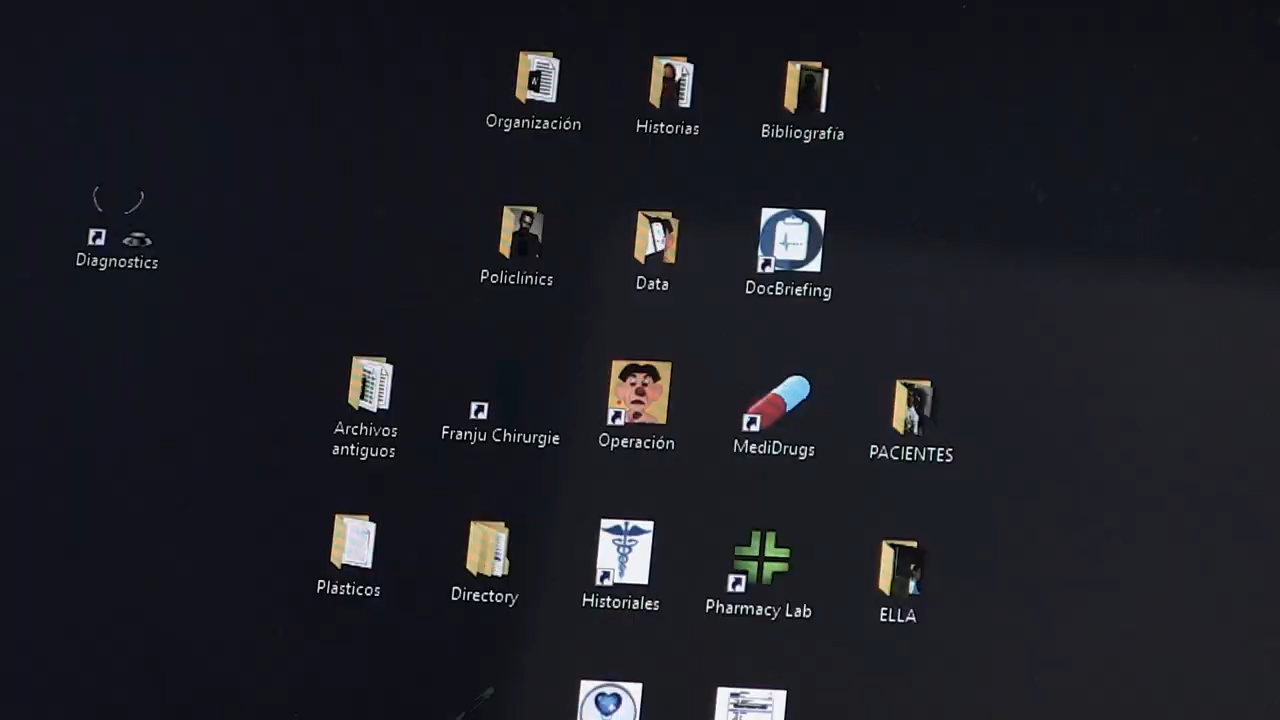 Organización
Historias
Bibliografía
Diagnostics
Policlínics
Data
DocBriefing
Archivos
antiguos
Franju Chirurgie
Operación
MediDrugs
PACIENTES
Plásticos
Directory
Historiales
Pharmacy Lab
ELLA